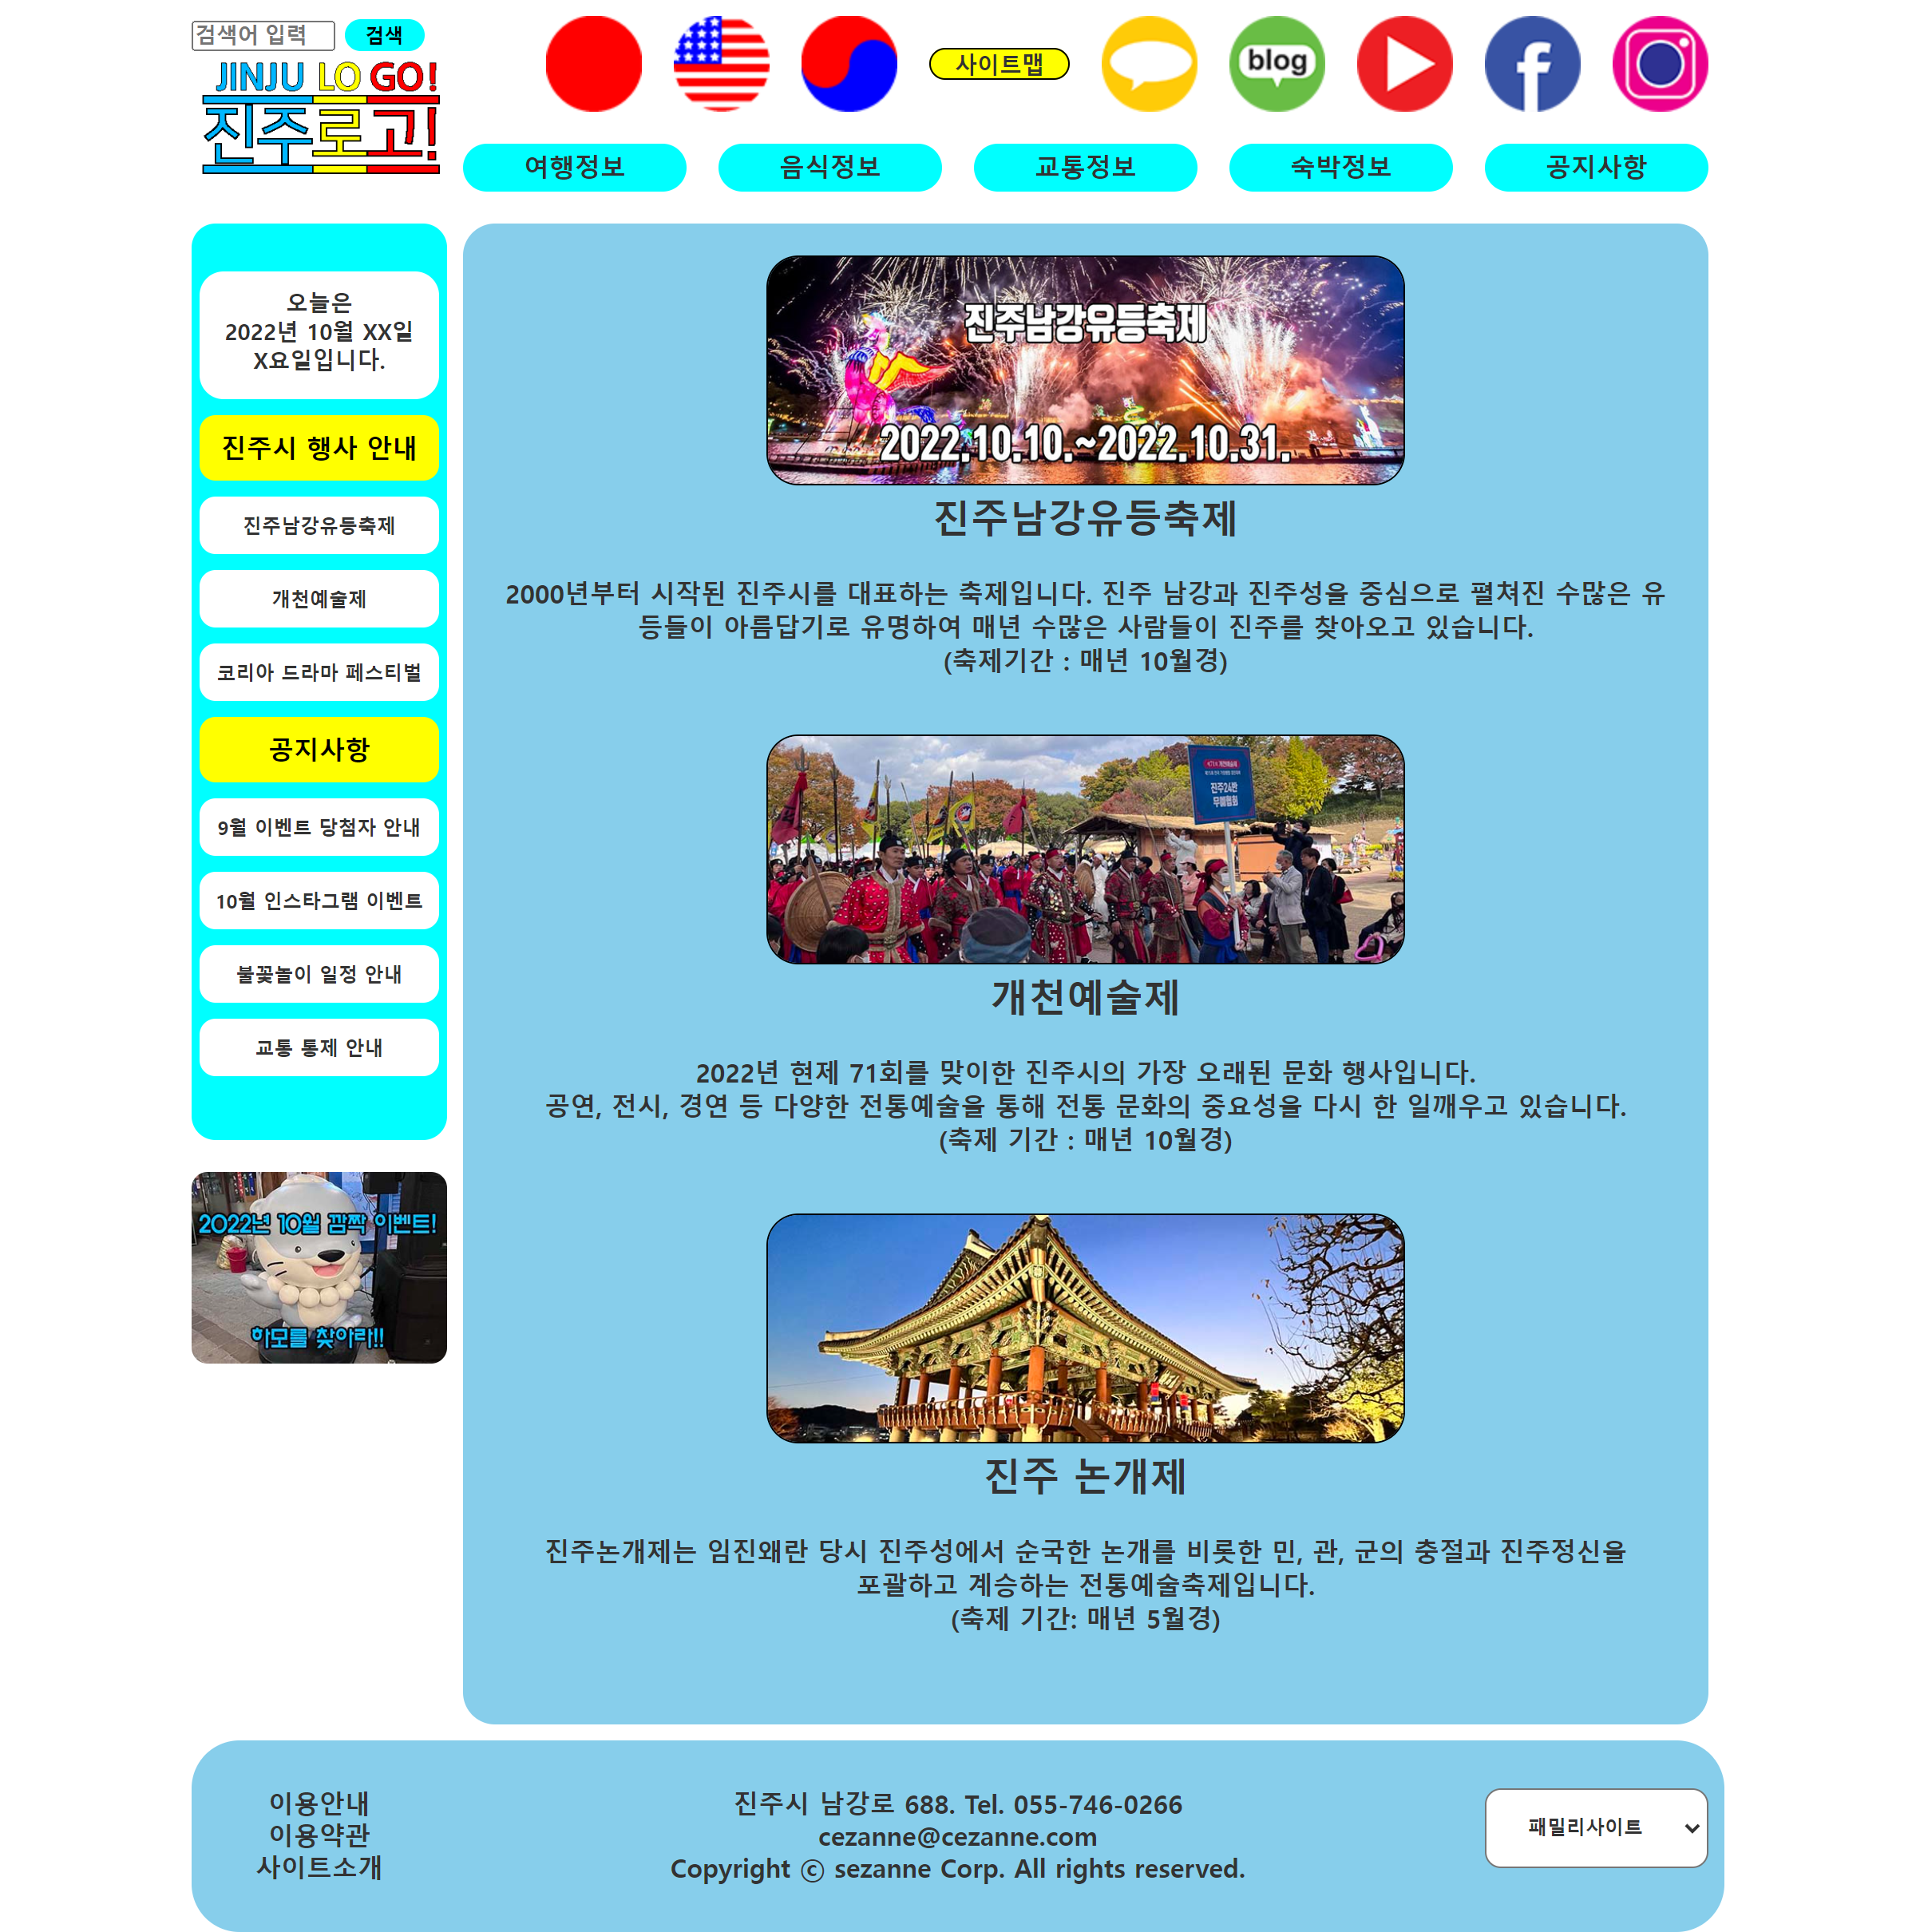 검색어 입력
검색
JINJU LO GO!
진주로고!
사이트맵
blog
여행정보
음식정보
교통정보
숙박정보
공지사항
오늘은
2022년 10월 XX일
X요일입니다.
진주시 행사 안내
진주남강유등축제
개천예술제
코리아 드라마 페스티벌
공지사항
9월 이벤트 당첨자 안내
10월 인스타그램 이벤트
불꽃놀이 일정 안내
교통 통제 안내
2022년 10월 깜짝 이벤트!
하모를 찾아라!!
진주남강유등축제
2022.10.10.~2022.10.31.
진주남강유등축제
2000년부터 시작된 진주시를 대표하는 축제입니다. 진주 남강과 진주성을 중심으로 펼쳐진 수많은 유
등들이 아름답기로 유명하여 매년 수많은 사람들이 진주를 찾아오고 있습니다.
(축제기간 : 매년 10월경)
진주24반
무예협회
개천예술제
2022년 현제 71회를 맞이한 진주시의 가장 오래된 문화 행사입니다.
공연, 전시, 경연 등 다양한 전통예술을 통해 전통 문화의 중요성을 다시 한 일깨우고 있습니다.
(축제 기간 : 매년 10월경)
진주 논개제
진주논개제는 임진왜란 당시 진주성에서 순국한 논개를 비롯한 민, 관, 군의 충절과 진주정신을
포괄하고 계승하는 전통예술축제입니다.
(축제 기간: 매년 5월경)
이용안내
이용약관
사이트소개
진주시 남강로 688. Tel. 055-746-0266
cezanne@cezanne.com
Copyright ⓒ sezanne Corp. All rights reserved.
패밀리사이트